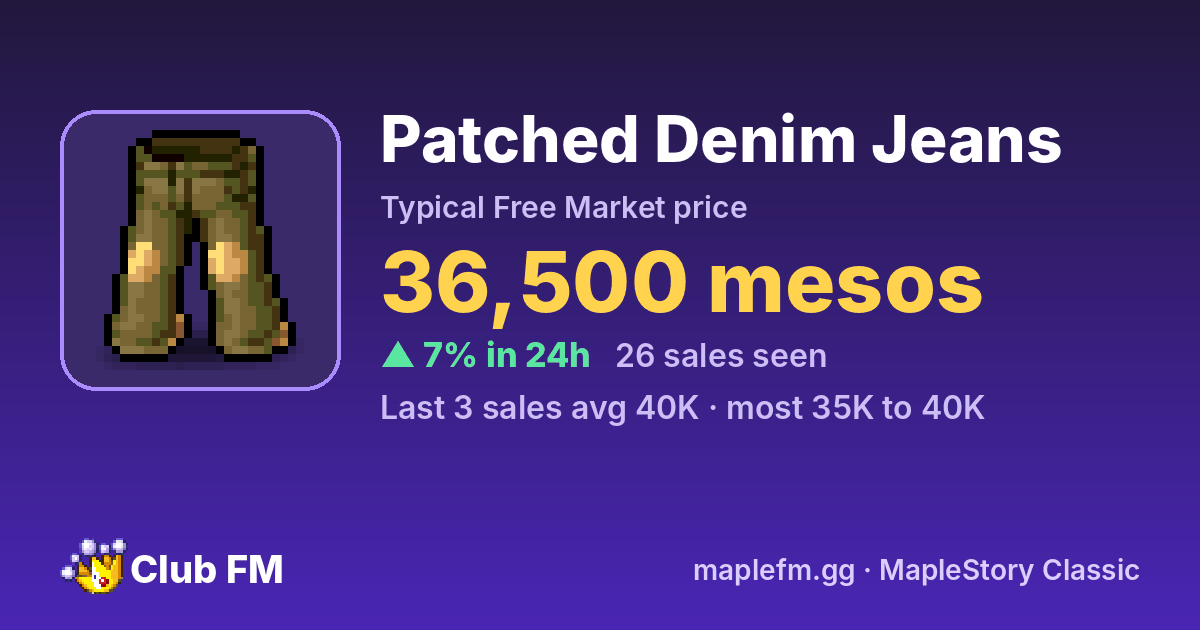 Patched Denim Jeans
Typical Free Market price
36,500 mesos
▲ 7% in 24h 26 sales seen
Last 3 sales avg 40K · most 35K to 40K
Club FM
maplefm.gg · MapleStory Classic